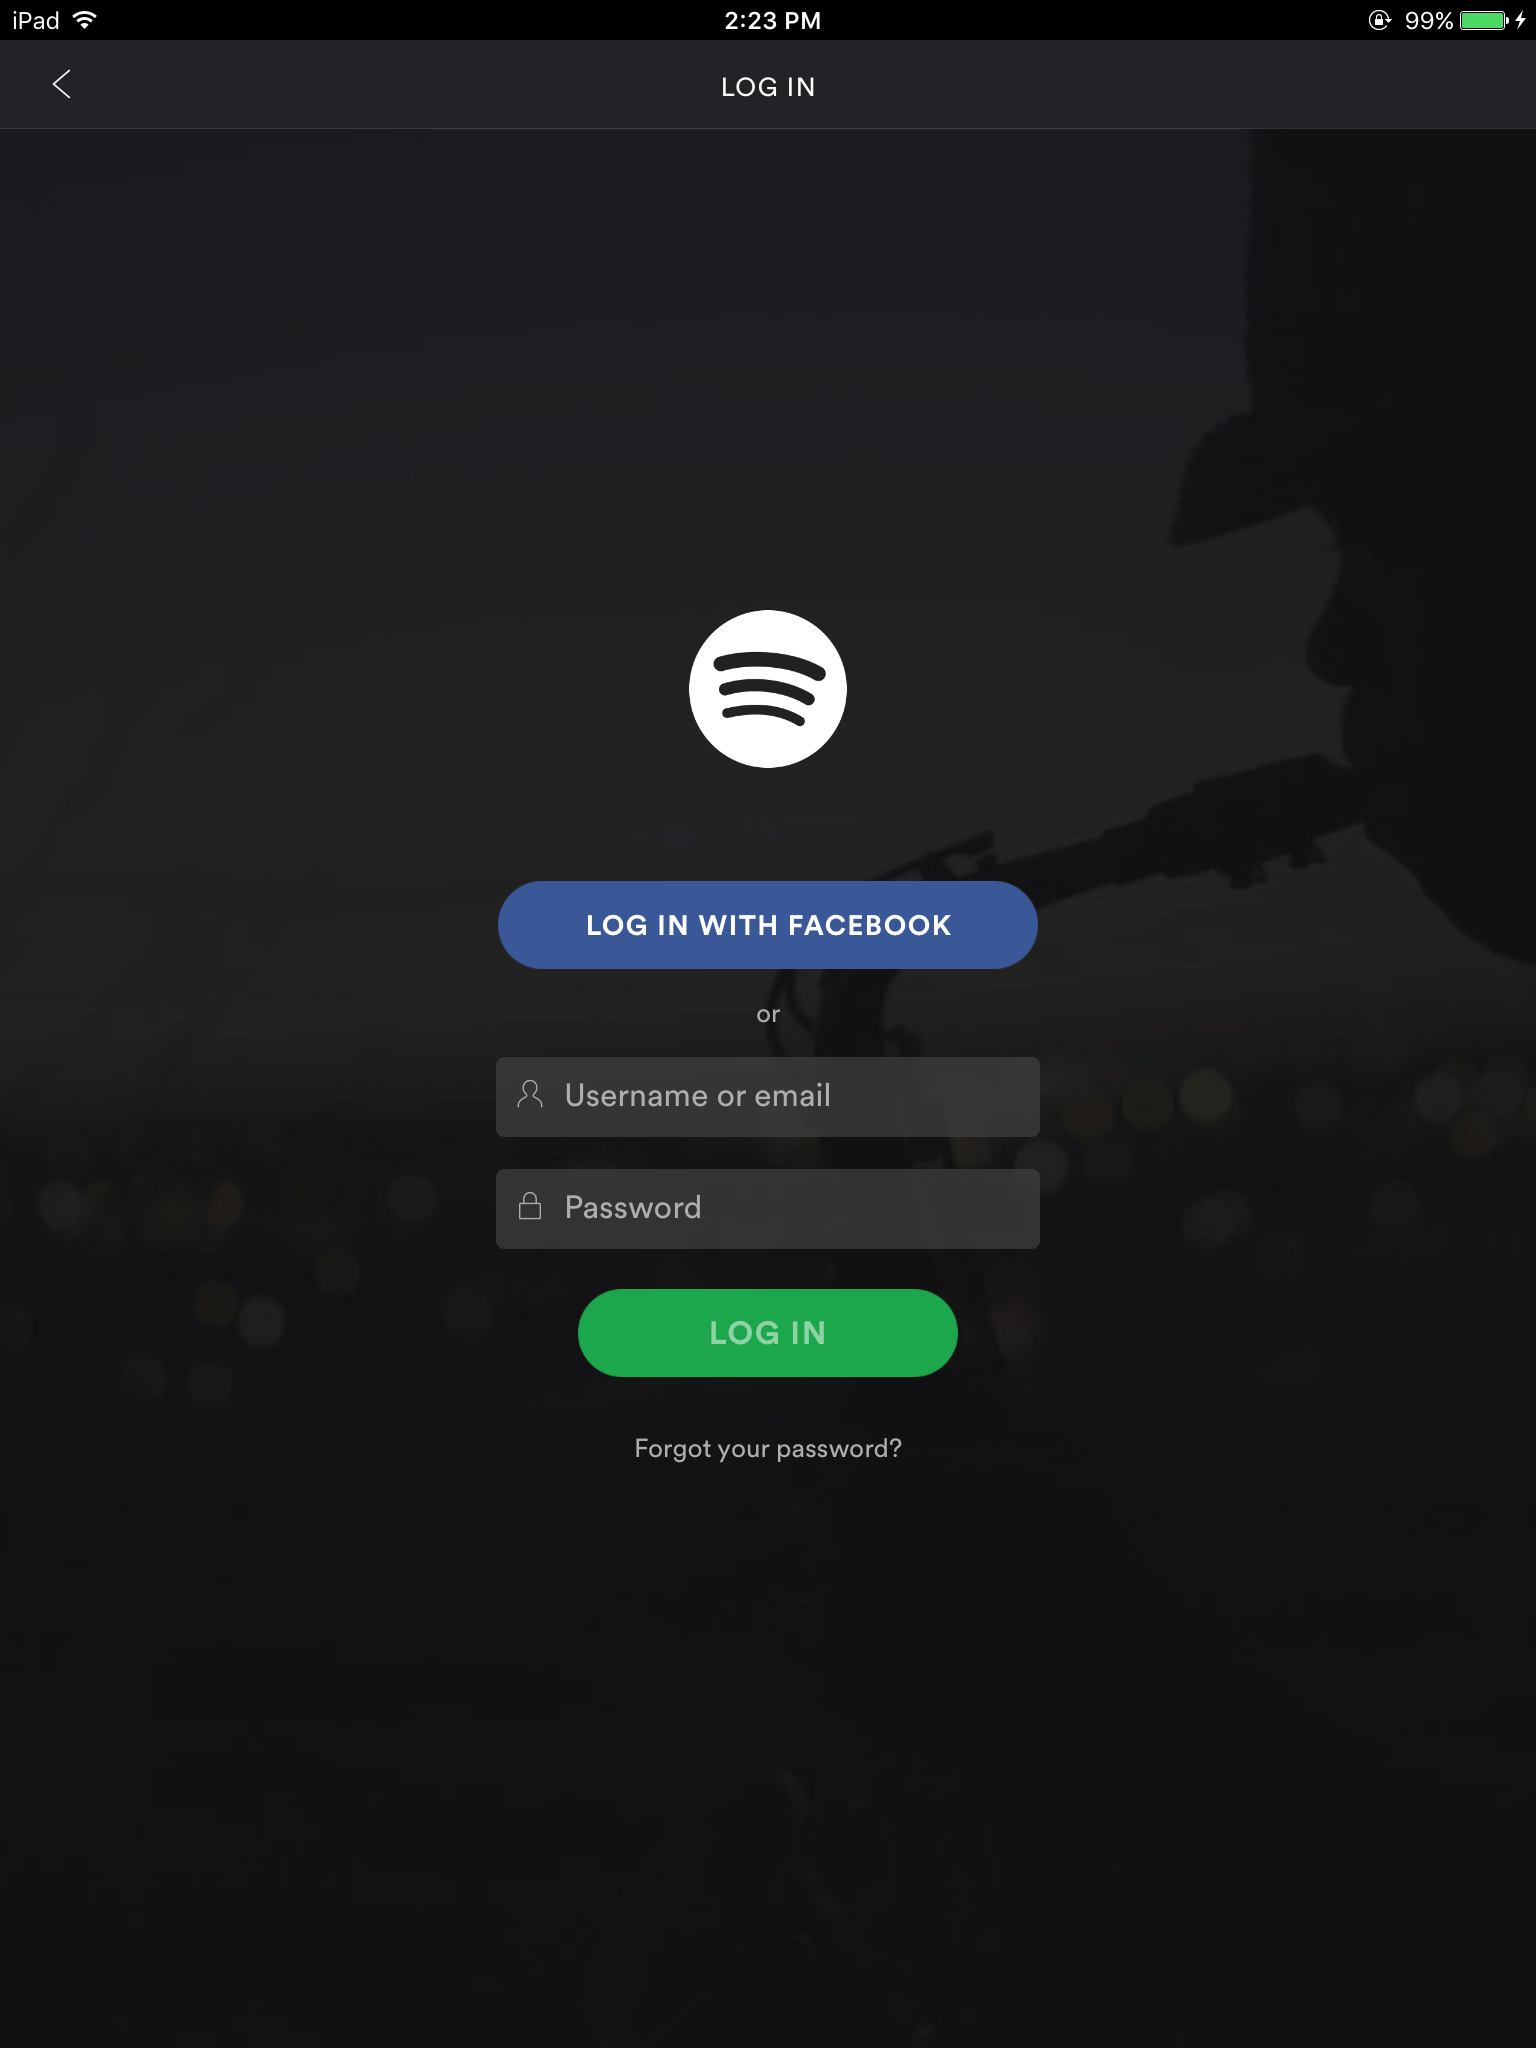 iPad 2:23 PM 99%
LOG IN
LOG IN WITH FACEBOOK
or
Username or email
Password
LOG IN
Forgot your password?